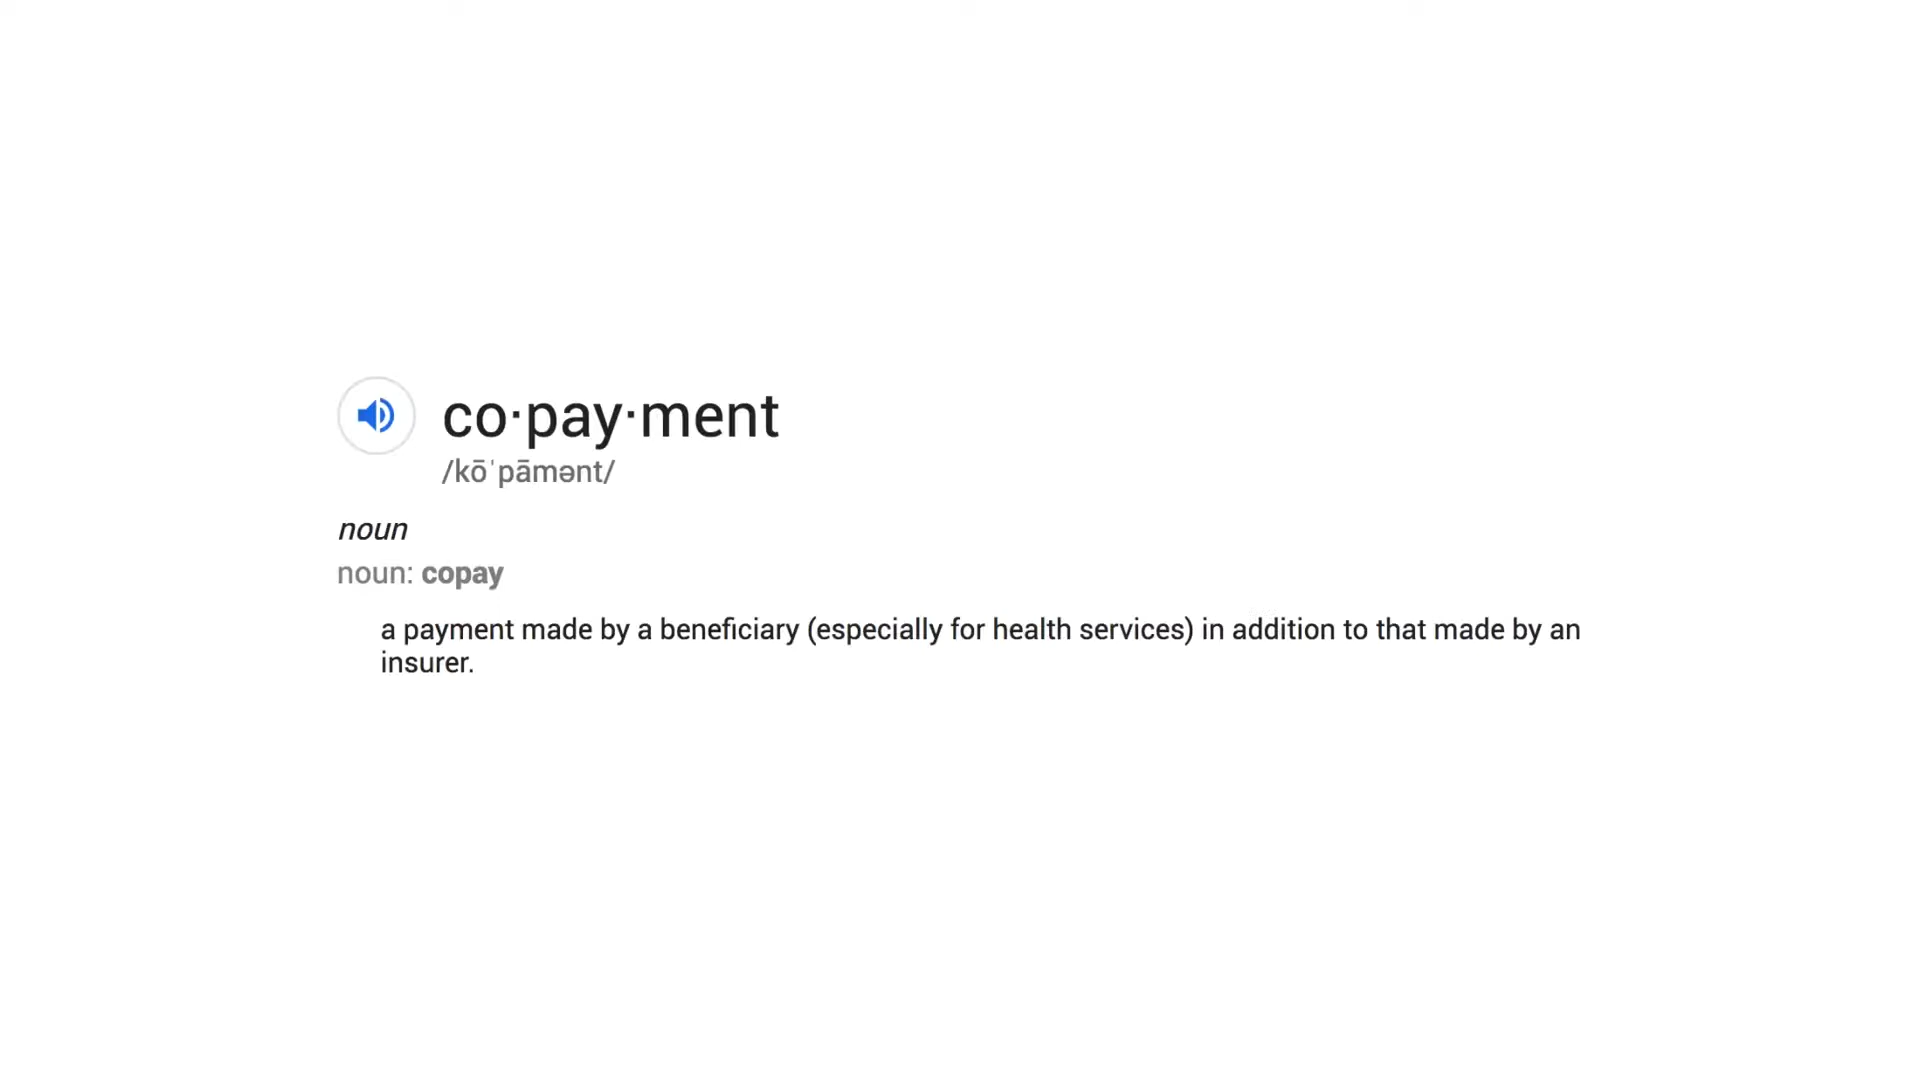 co·pay·ment
/kōˈpāmənt/
noun
noun: copay
a payment made by a beneficiary (especially for health services) in addition to that made by an
insurer.